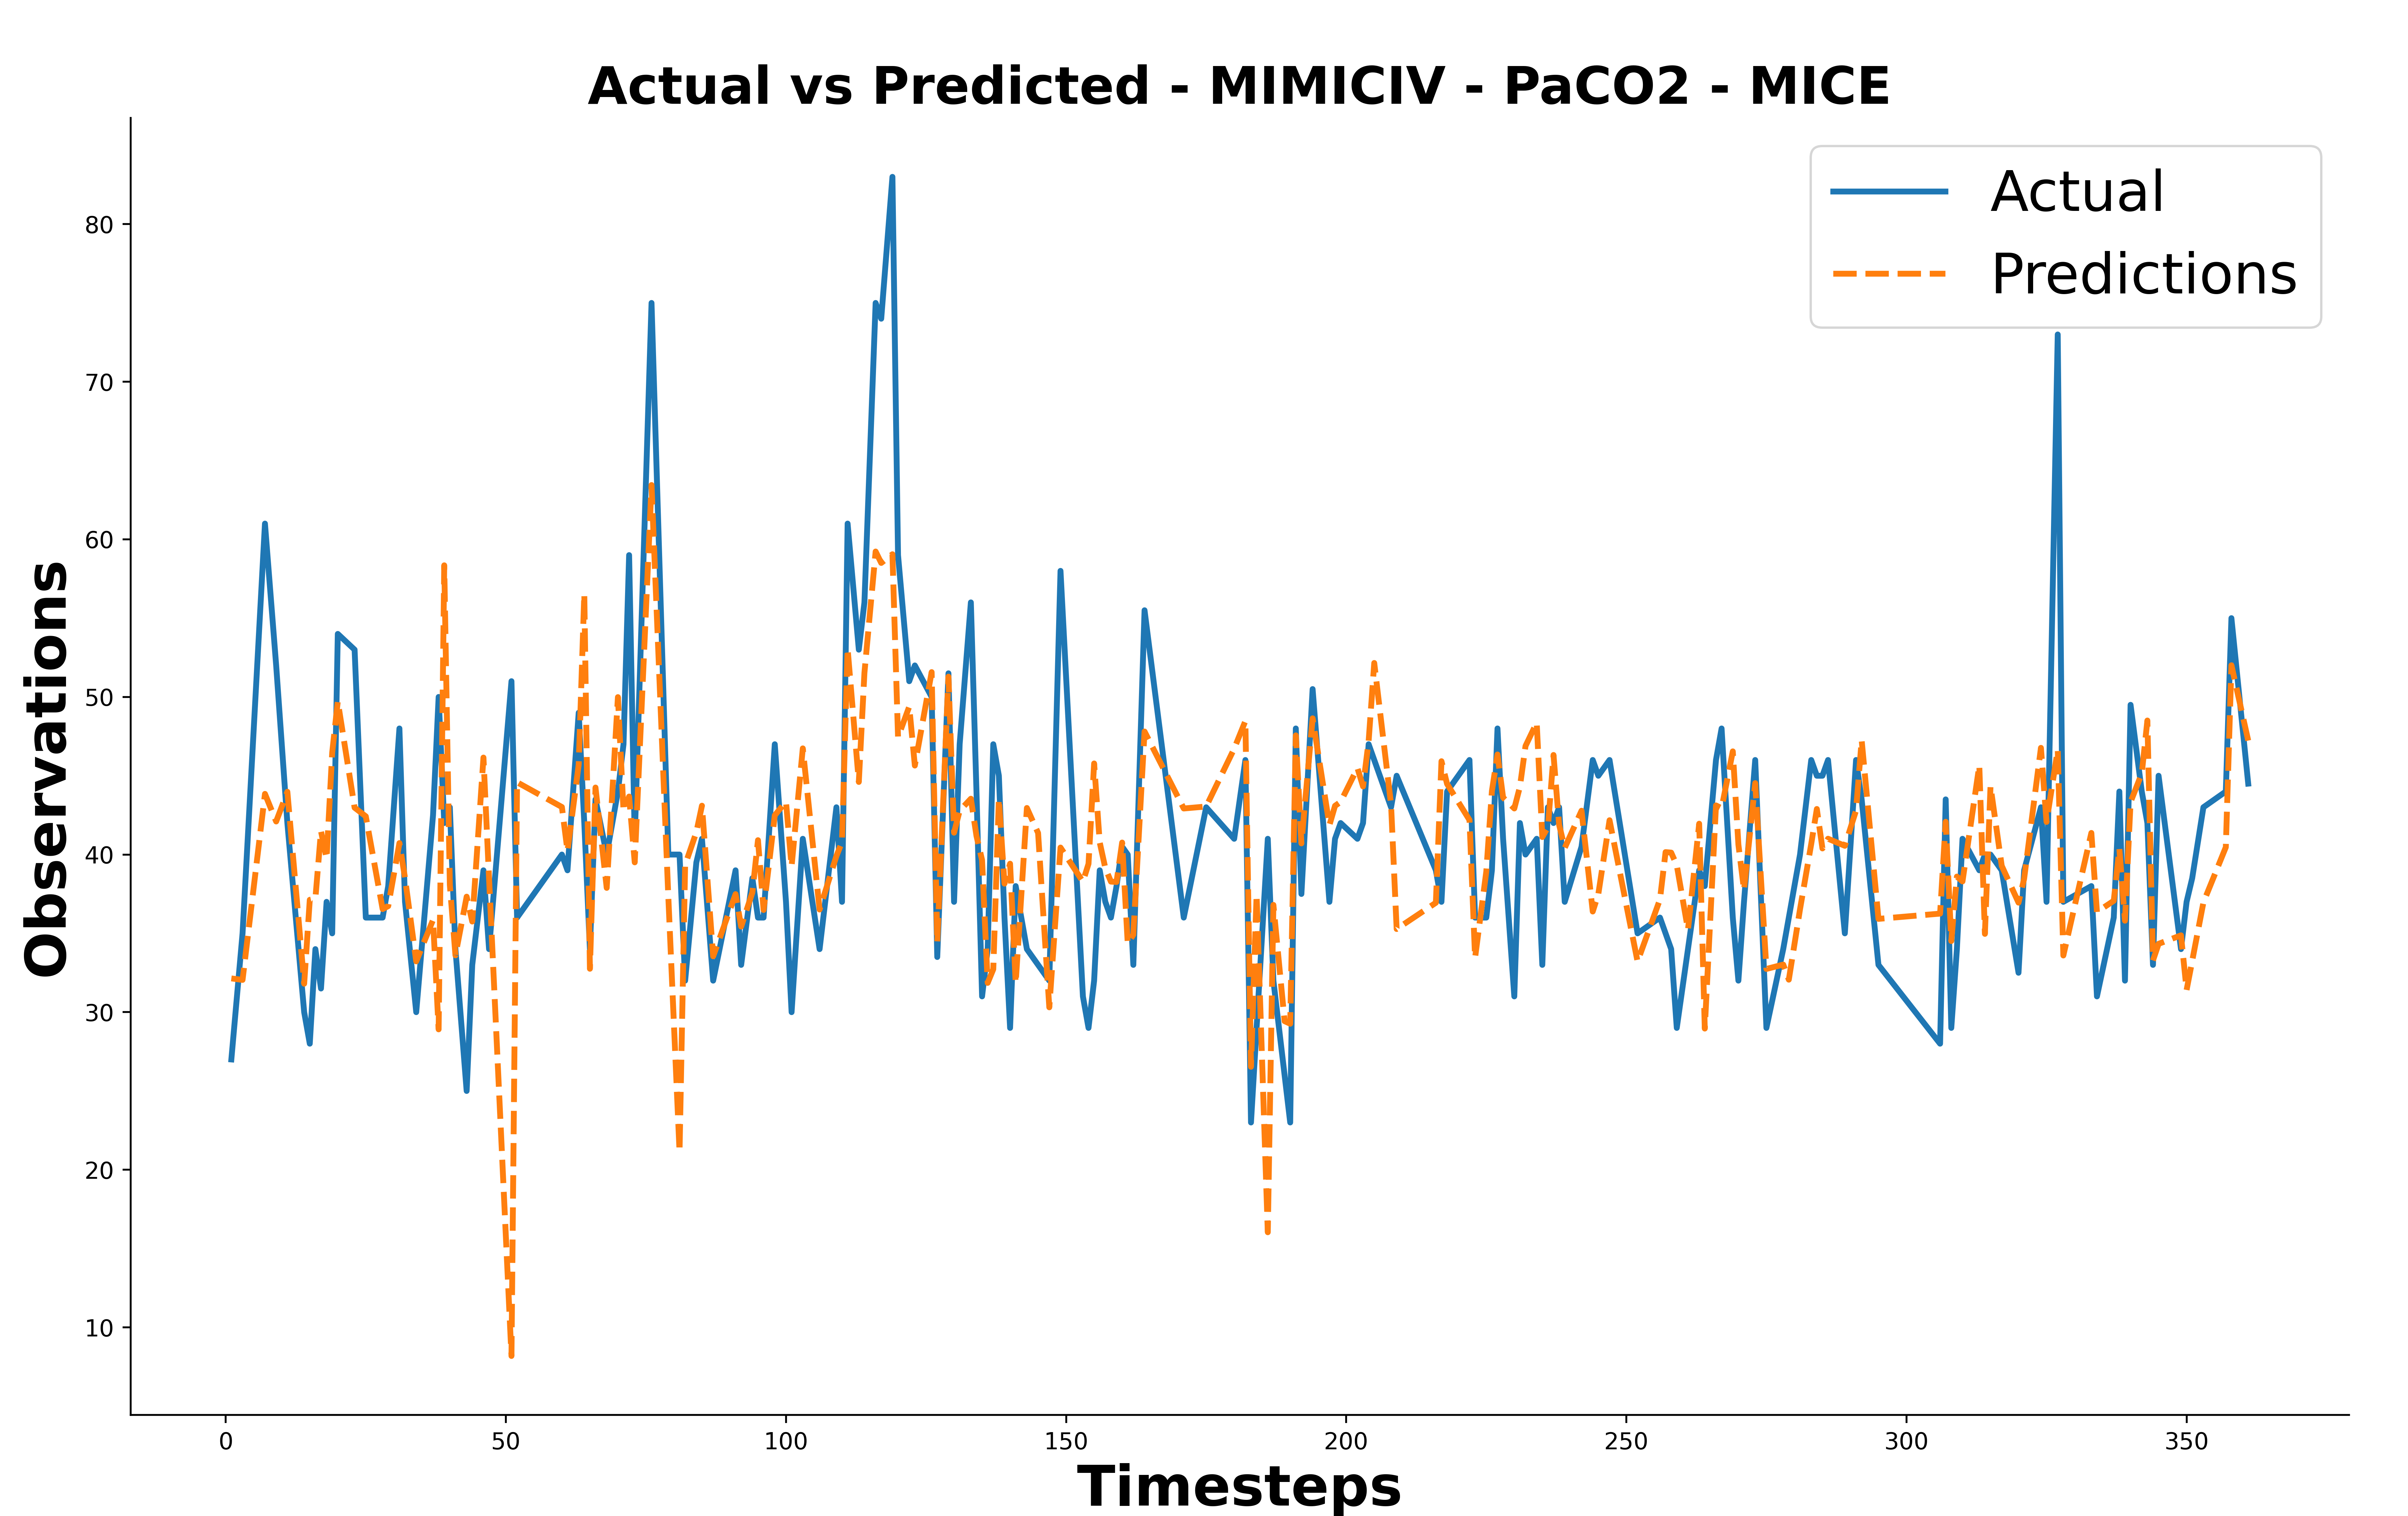 Actual vs Predicted - MIMICIV - PaCO2 - MICE
Actual
Predictions
Observations
80
70
60
50
40
30
20
10
0 50 100 150 200 250 300 350
Timesteps